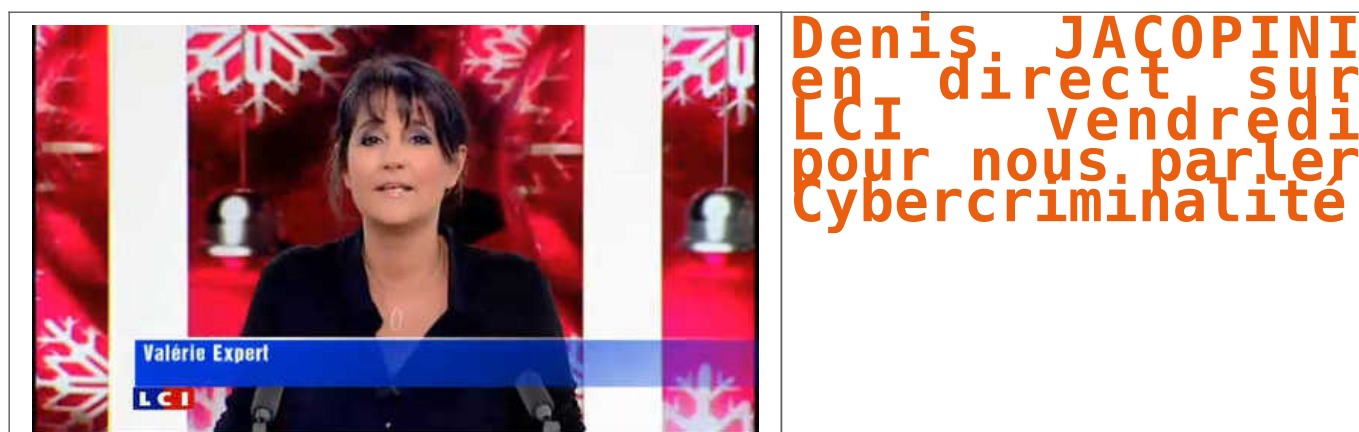 Denis JACOPINI
en direct sur
LCI vendredi
pour nous parler
Cybercriminalité
Valérie Expert
LCI